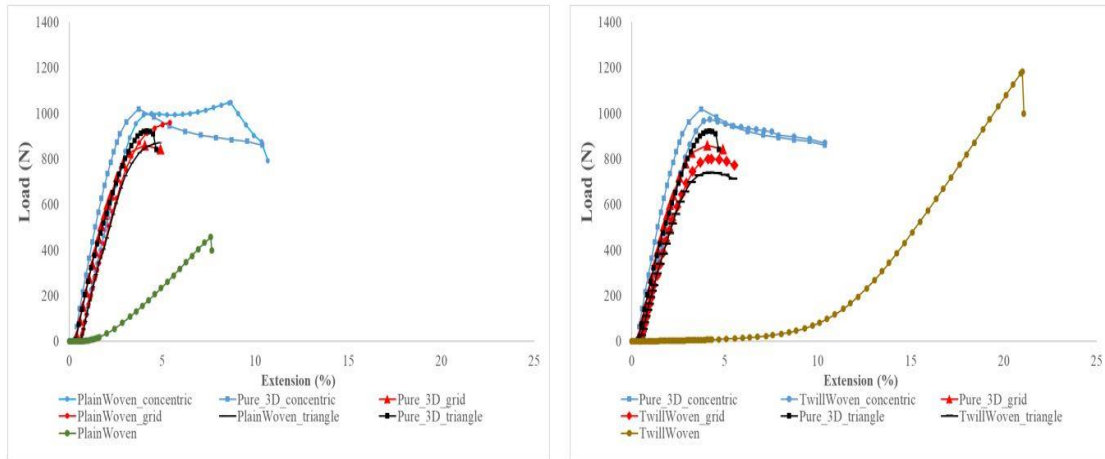 1400
1200
1000
800
600
400
200
0
Load (N)
0 5 10 15 20 25
Extension (%)
PlainWoven_concentric Pure_3D_concentric Pure_3D_grid
PlainWoven_grid PlainWoven_triangle Pure_3D_triangle
PlainWoven
1400
1200
1000
800
600
400
200
0
Load (N)
0 5 10 15 20 25
Extension (%)
Pure_3D_concentric TwillWoven_concentric Pure_3D_grid
TwillWoven_grid Pure_3D_triangle TwillWoven_triangle
TwillWoven